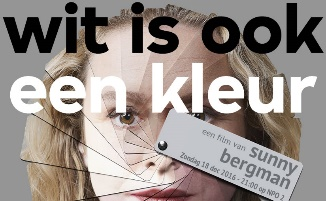 wit is ook
een kleur
een film van sunny
bergman
Zondag 18 dec 2016 - 21:00 op NPO 2